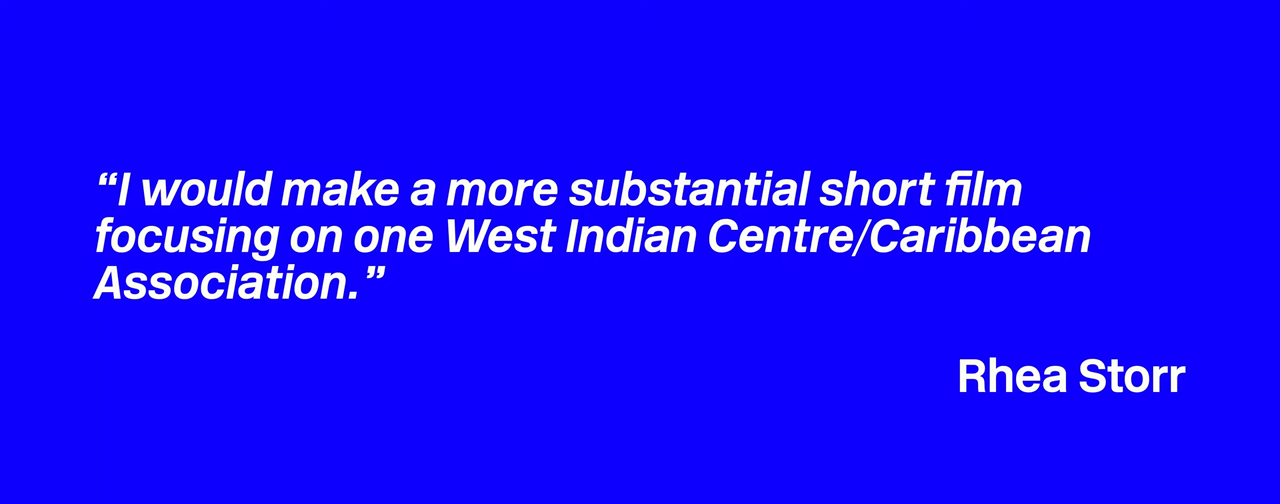 “I would make a more substantial short film
focusing on one West Indian Centre/Caribbean
Association.”
Rhea Storr